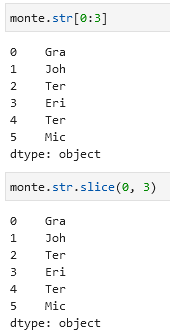 monte.str[0:3]
0    Gra
1    Joh
2    Ter
3    Eri
4    Ter
5    Mic
dtype: object
monte.str.slice(0, 3)
0    Gra
1    Joh
2    Ter
3    Eri
4    Ter
5    Mic
dtype: object